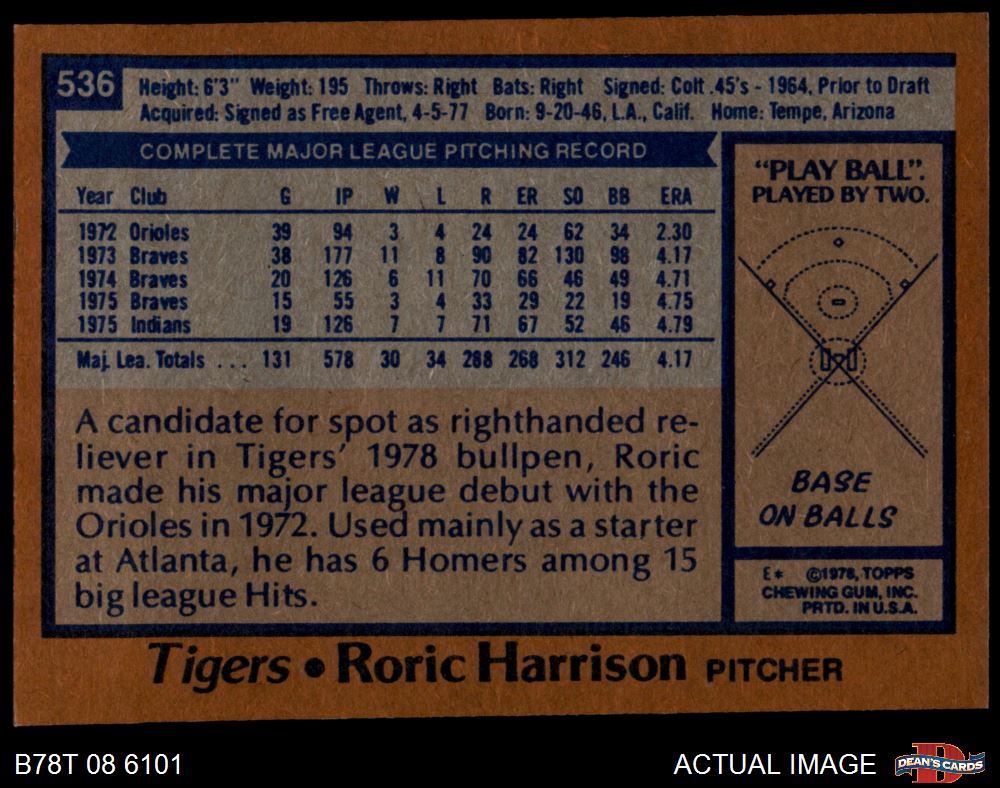 536
Height: 6'3" Weight: 195 Throws: Right Bats: Right Signed: Colt .45's - 1964, Prior to Draft
Acquired: Signed as Free Agent, 4-5-77 Born: 9-20-46, L.A., Calif. Home: Tempe, Arizona
COMPLETE MAJOR LEAGUE PITCHING RECORD
Year Club G IP W L R ER SO BB ERA
1972 Orioles 39 94 3 4 24 24 62 34 2.30
1973 Braves 38 177 11 8 90 82 130 98 4.17
1974 Braves 20 126 6 11 70 66 46 49 4.71
1975 Braves 15 55 3 4 33 29 22 19 4.75
1975 Indians 19 126 7 7 71 67 52 46 4.79
Maj. Lea. Totals . . . 131 578 30 34 288 268 312 246 4.17
A candidate for spot as righthanded re-
liever in Tigers' 1978 bullpen, Roric
made his major league debut with the
Orioles in 1972. Used mainly as a starter
at Atlanta, he has 6 Homers among 15
big league Hits.
"PLAY BALL".
PLAYED BY TWO.
BASE
ON BALLS
E* ©1978, TOPPS
CHEWING GUM, INC.
PRTD. IN U.S.A.
Tigers • Roric Harrison PITCHER
B78T 08 6101
ACTUAL IMAGE
D
DEAN'S CARDS